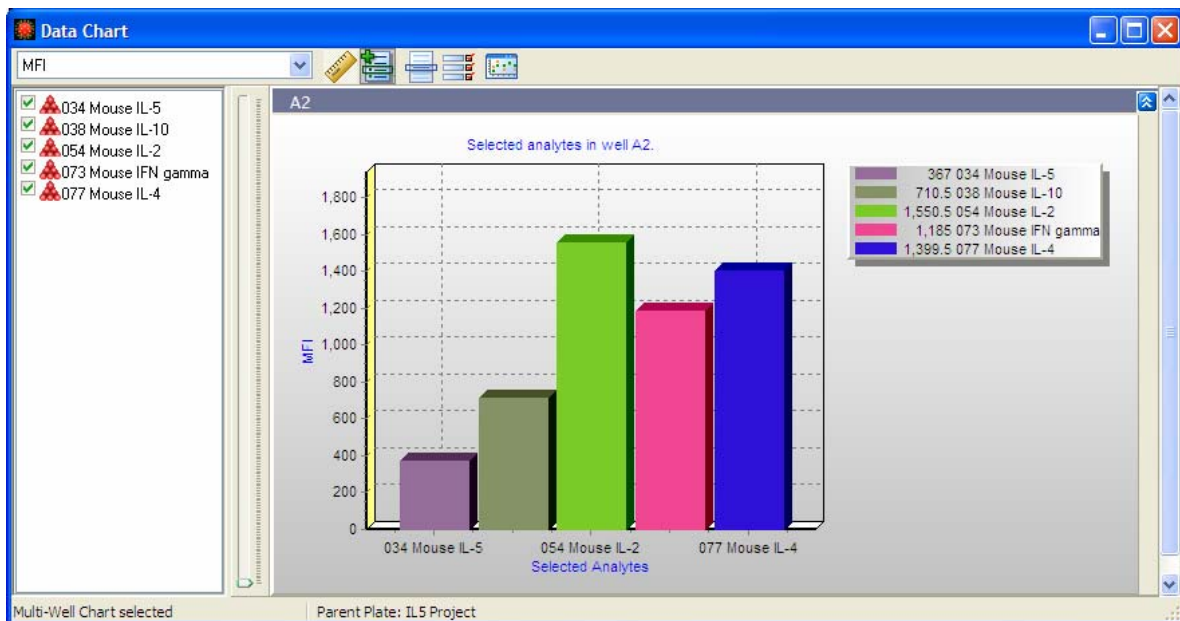 Data Chart
MFI
034 Mouse IL-5
038 Mouse IL-10
054 Mouse IL-2
073 Mouse IFN gamma
077 Mouse IL-4
A2
Selected analytes in well A2.
367 034 Mouse IL-5
710.5 038 Mouse IL-10
1,550.5 054 Mouse IL-2
1,185 073 Mouse IFN gamma
1,399.5 077 Mouse IL-4
MFI
1,800
1,600
1,400
1,200
1,000
800
600
400
200
0
034 Mouse IL-5 054 Mouse IL-2 077 Mouse IL-4
Selected Analytes
Multi-Well Chart selected Parent Plate: IL5 Project